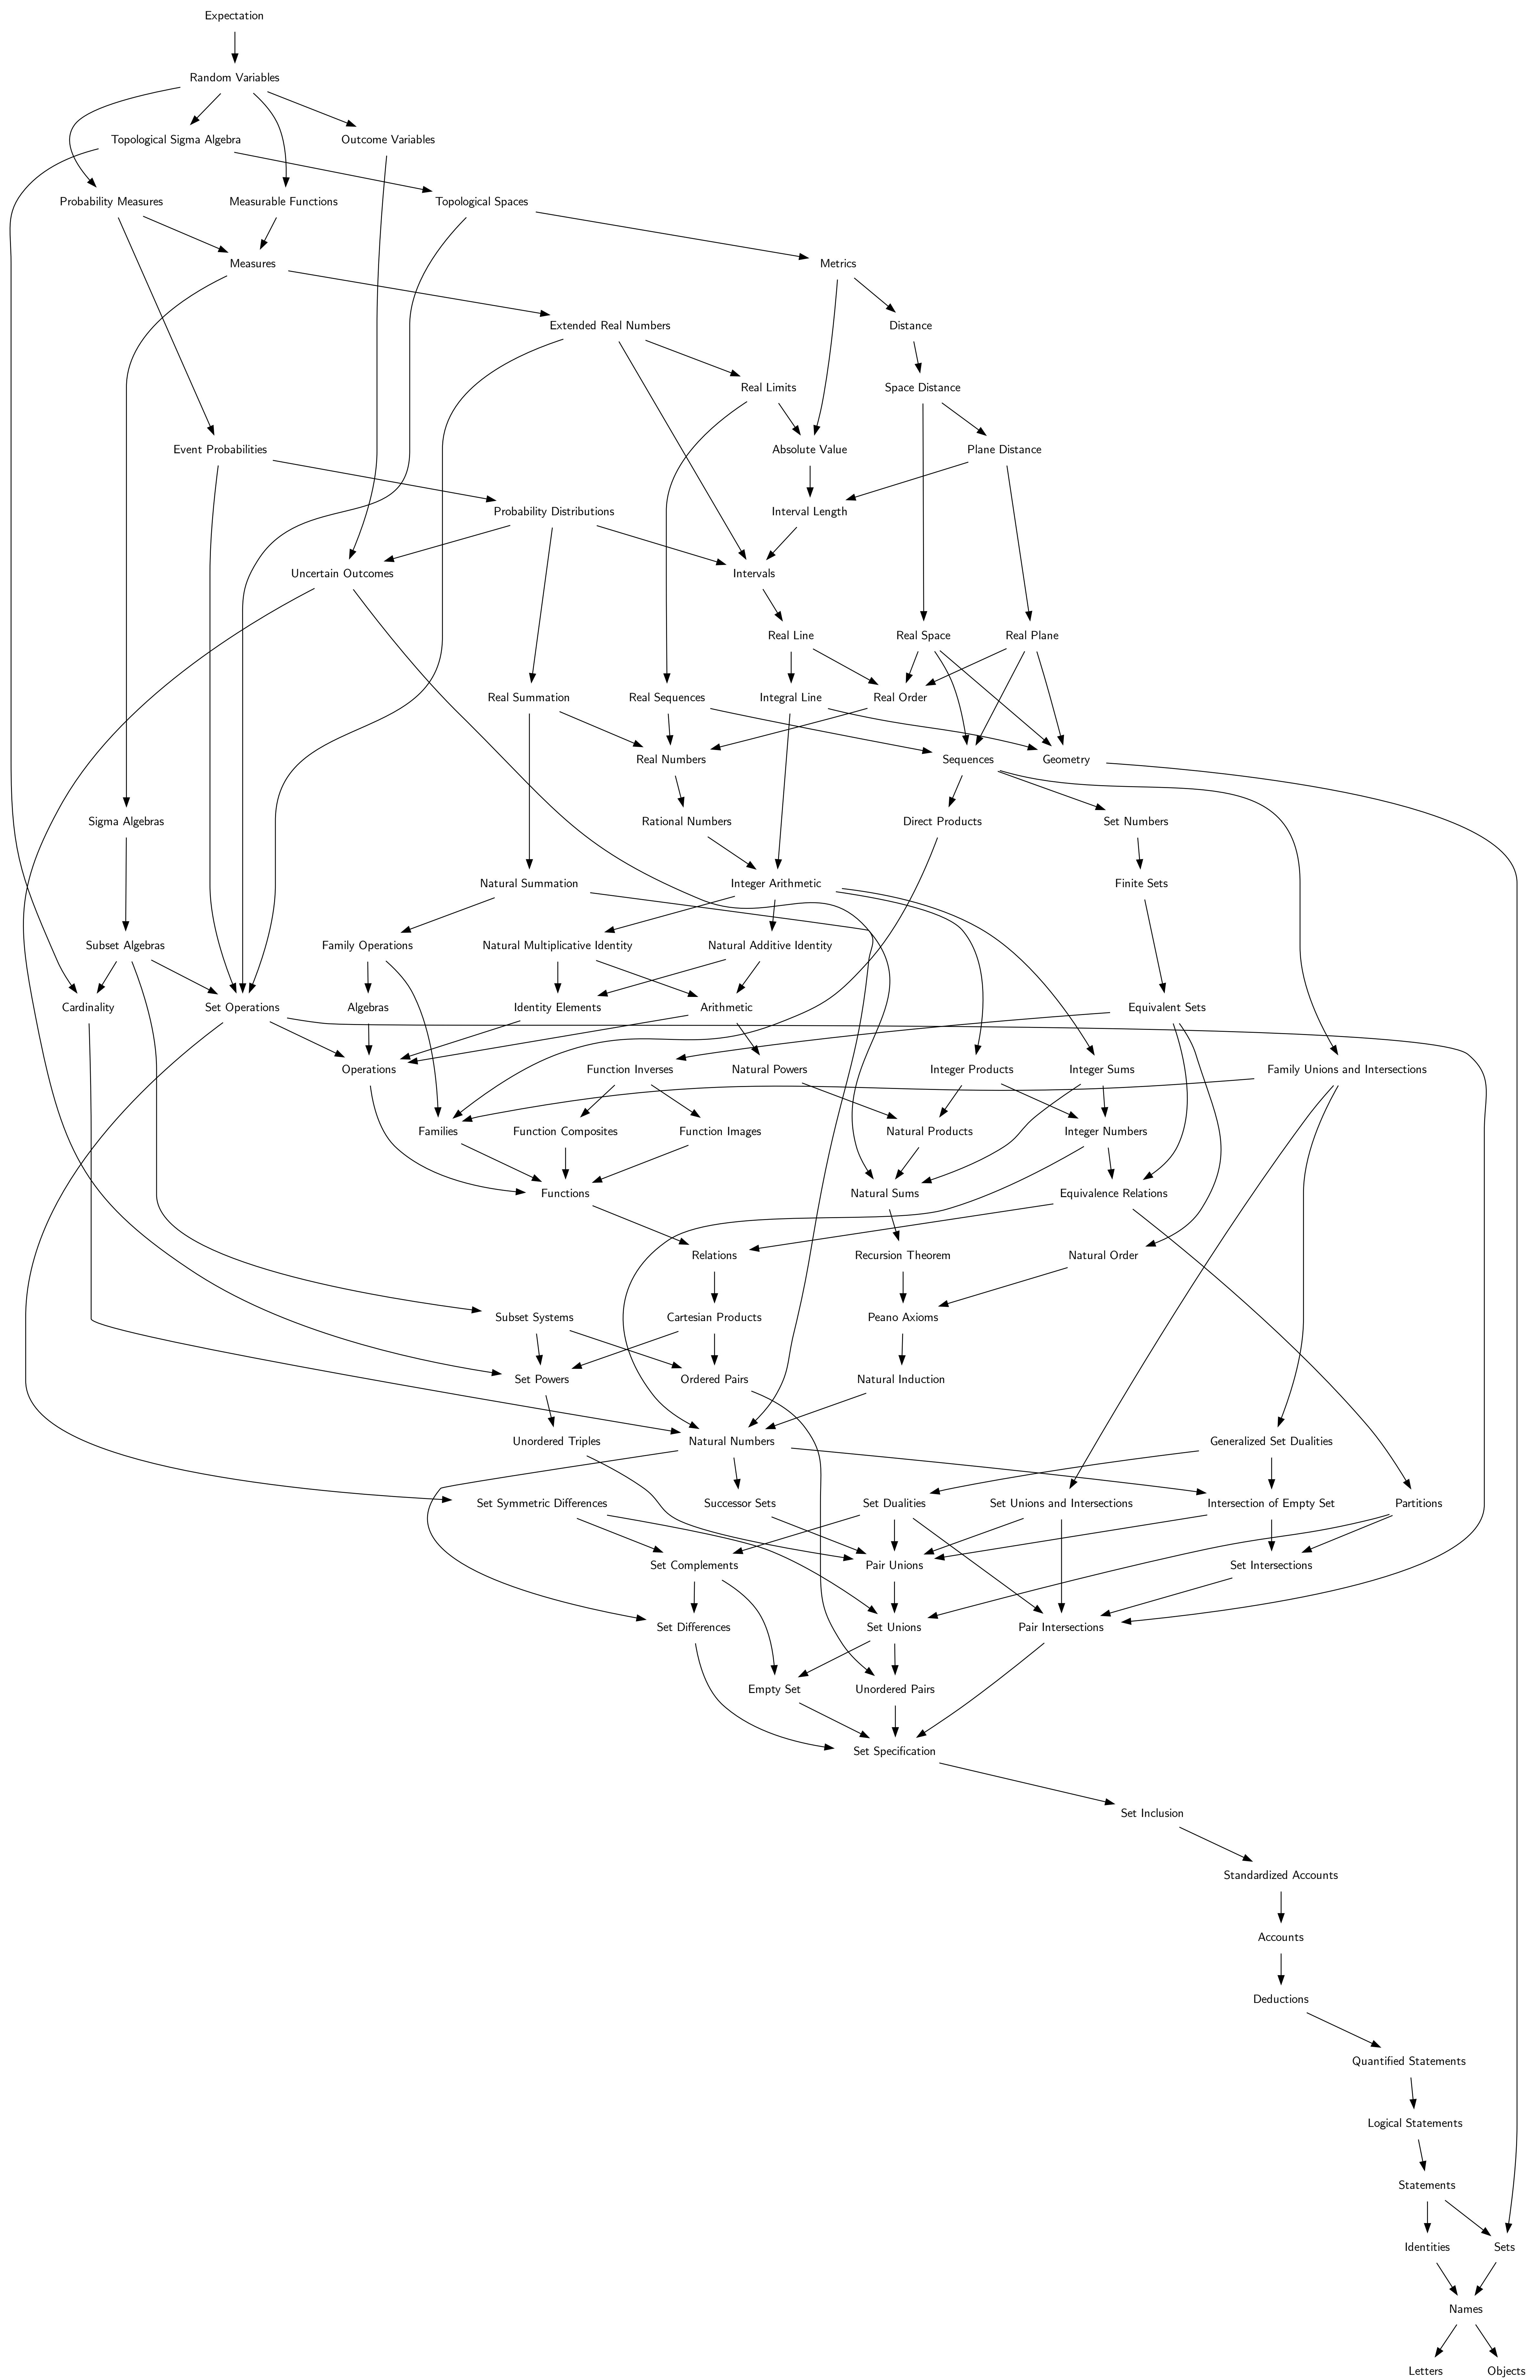 Expectation
Random Variables
Topological Sigma Algebra
Outcome Variables
Probability Measures
Measurable Functions
Topological Spaces
Measures
Metrics
Extended Real Numbers
Distance
Real Limits
Space Distance
Event Probabilities
Absolute Value
Plane Distance
Probability Distributions
Interval Length
Uncertain Outcomes
Intervals
Real Line
Real Space
Real Plane
Real Summation
Real Sequences
Integral Line
Real Order
Real Numbers
Sequences
Geometry
Sigma Algebras
Rational Numbers
Direct Products
Set Numbers
Natural Summation
Integer Arithmetic
Finite Sets
Subset Algebras
Family Operations
Natural Multiplicative Identity
Natural Additive Identity
Cardinality
Set Operations
Algebras
Identity Elements
Arithmetic
Equivalent Sets
Operations
Function Inverses
Natural Powers
Integer Products
Integer Sums
Family Unions and Intersections
Families
Function Composites
Function Images
Natural Products
Integer Numbers
Functions
Natural Sums
Equivalence Relations
Relations
Recursion Theorem
Natural Order
Subset Systems
Cartesian Products
Peano Axioms
Set Powers
Ordered Pairs
Natural Induction
Unordered Triples
Natural Numbers
Generalized Set Dualities
Set Symmetric Differences
Successor Sets
Set Dualities
Set Unions and Intersections
Intersection of Empty Set
Partitions
Set Complements
Pair Unions
Set Intersections
Set Differences
Set Unions
Pair Intersections
Empty Set
Unordered Pairs
Set Specification
Set Inclusion
Standardized Accounts
Accounts
Deductions
Quantified Statements
Logical Statements
Statements
Identities
Sets
Names
Letters
Objects